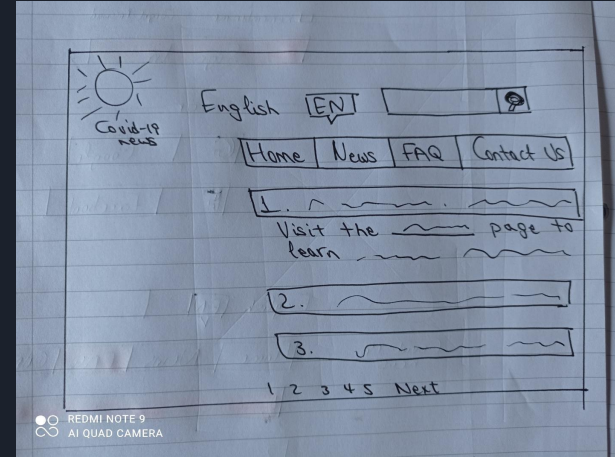 Covid-19
news
English EN
Home News FAQ Contact Us
1.
Visit the page to
learn
2.
3.
1 2 3 4 5 Next
REDMI NOTE 9
AI QUAD CAMERA